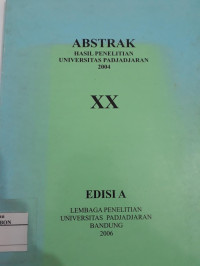 ABSTRAK
HASIL PENELITIAN
UNIVERSITAS PADJADJARAN
2004
XX
EDISI A
LEMBAGA PENELITIAN
UNIVERSITAS PADJADJARAN
BANDUNG
2006